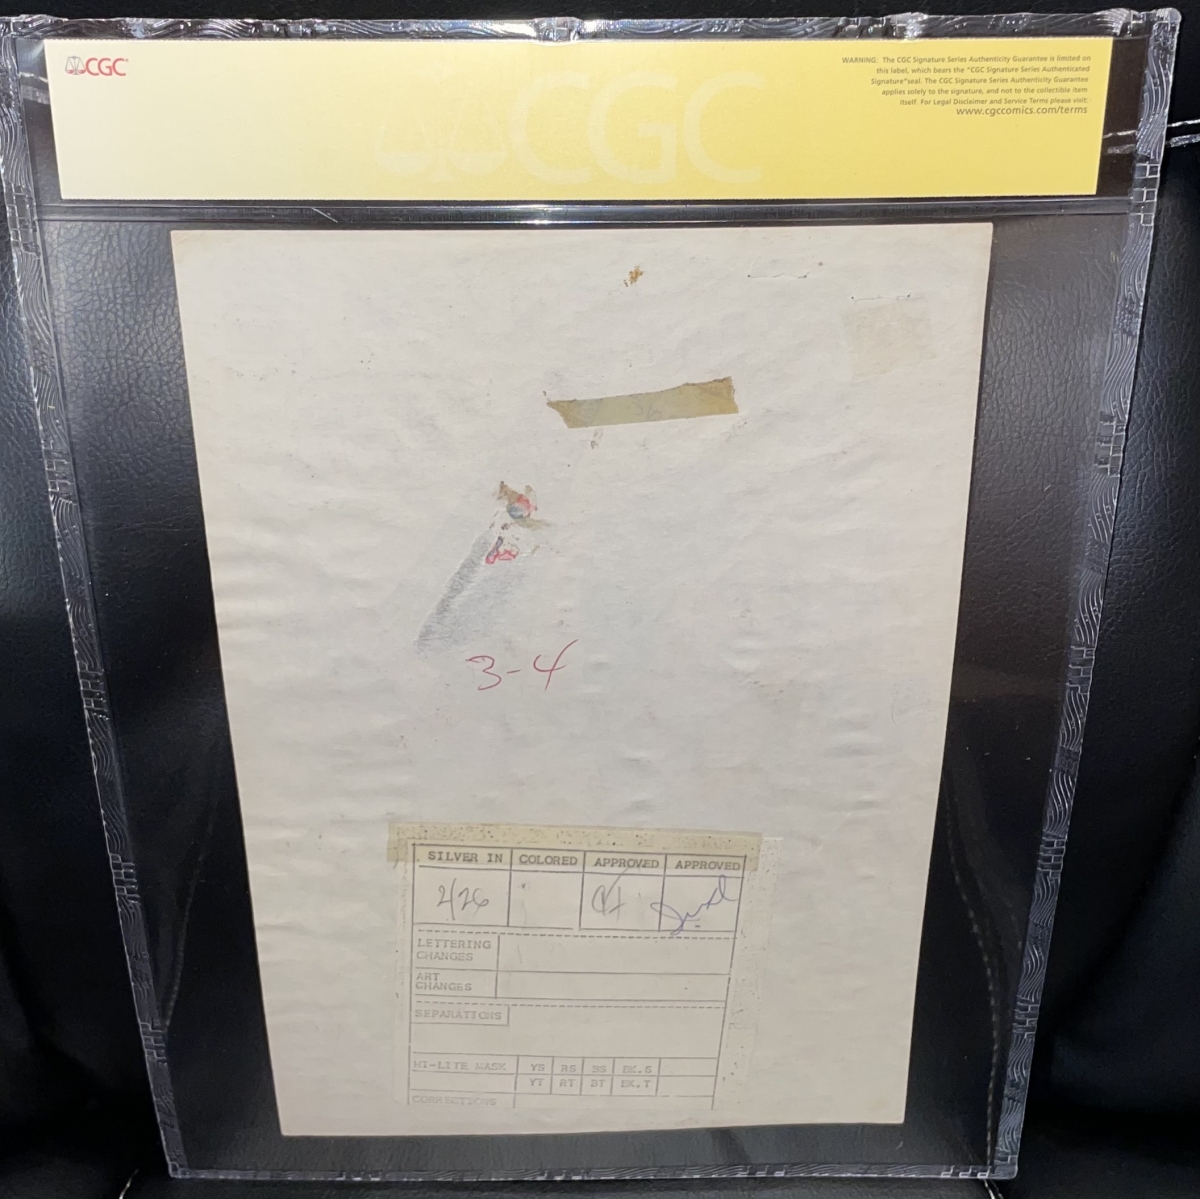 CGC
WARNING: The CGC Signature Series Authenticity Guarantee is limited on
this label, which bears the "CGC Signature Series Authenticated
Signature" seal. The CGC Signature Series Authenticity Guarantee
applies solely to the signature, and not to the collectible item
itself. For Legal Disclaimer and Service Terms please visit:
www.cgccomics.com/terms
CGC
3-4
SILVER IN COLORED APPROVED APPROVED
2/26
LETTERING
CHANGES
ART
CHANGES
SEPARATIONS
HI-LITE MASK YS RS BS BK.S
YT RT BT BK.T
CORRECTIONS